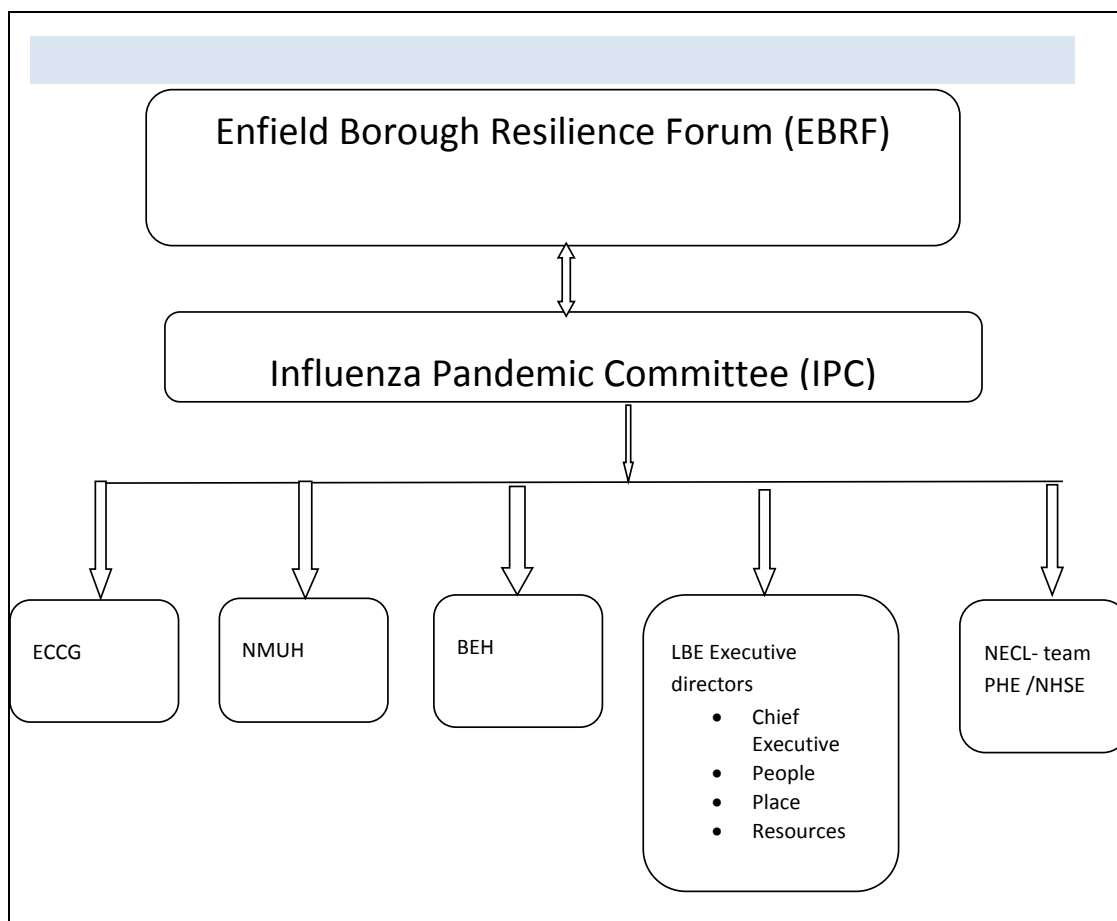 Enfield Borough Resilience Forum (EBRF)
Influenza Pandemic Committee (IPC)
ECCG
NMUH
BEH
LBE Executive
directors
• Chief
Executive
• People
• Place
• Resources
NECL- team
PHE /NHSE